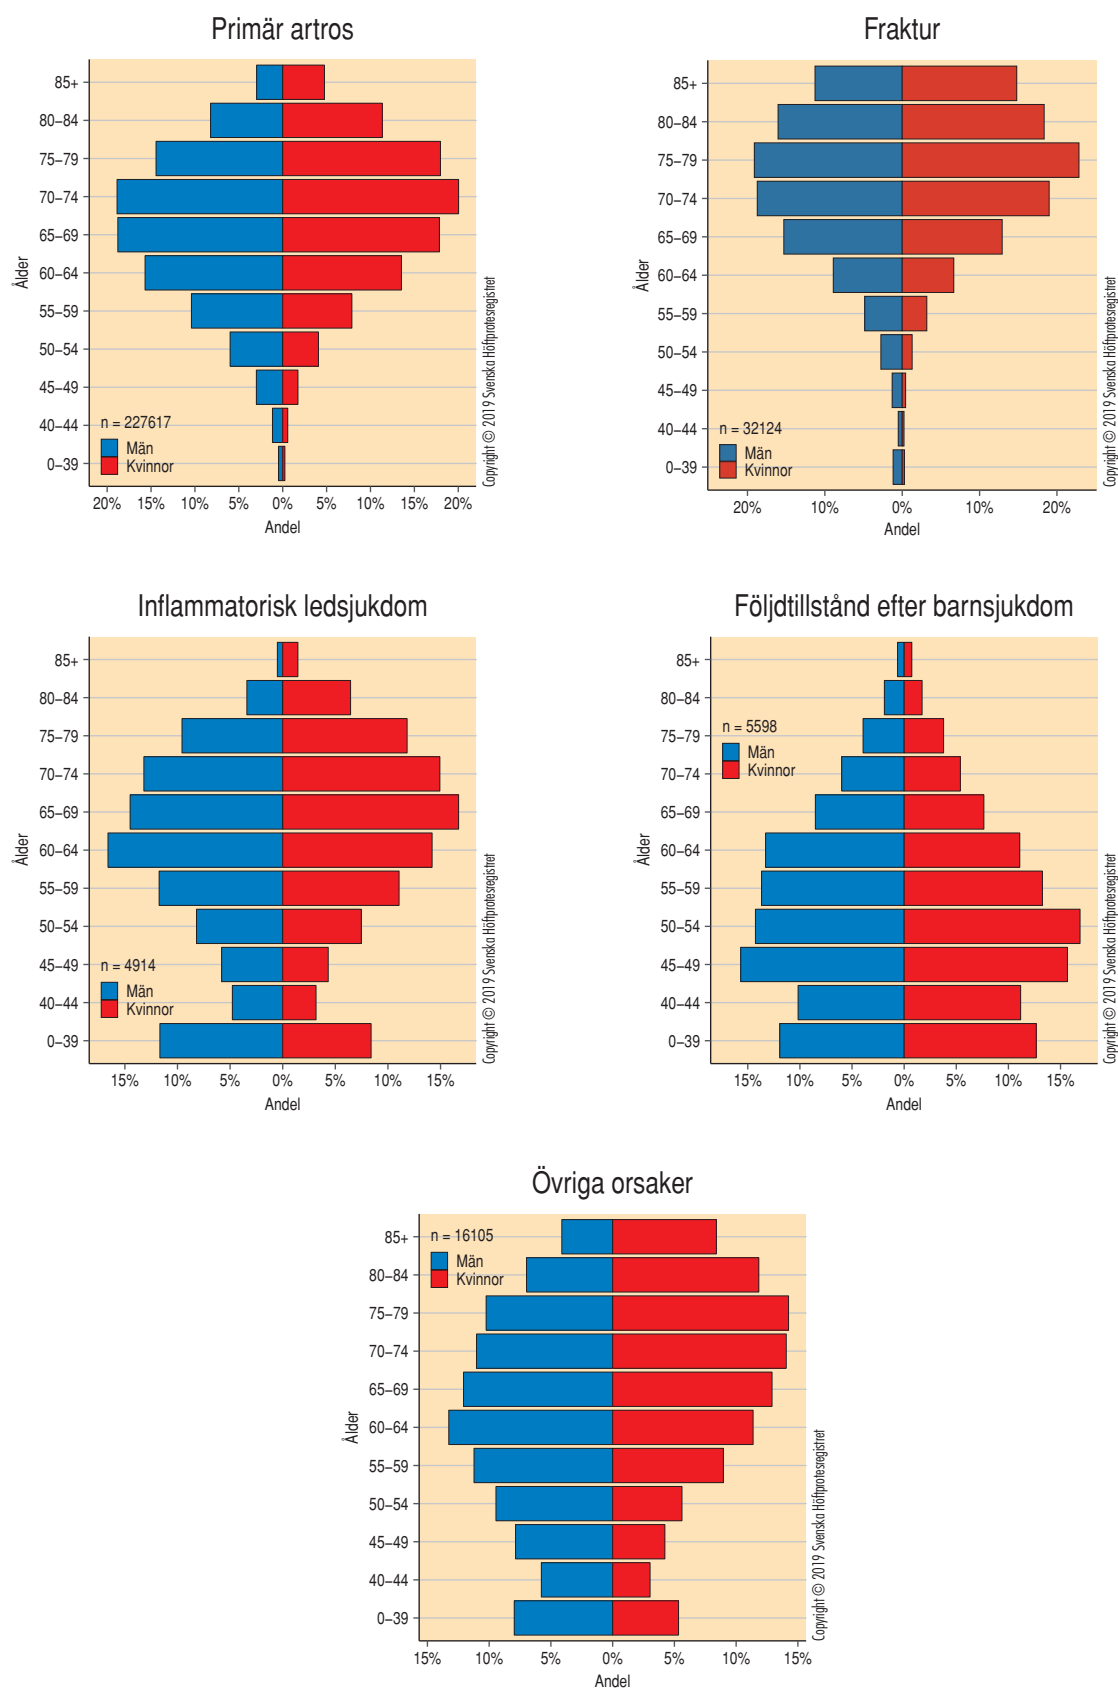 Primär artros
85+
80–84
75–79
70–74
65–69
60–64
55–59
50–54
45–49
40–44
0–39
Ålder
n = 227617
Män
Kvinnor
20% 15% 10% 5% 0% 5% 10% 15% 20%
Andel
Copyright © 2019 Svenska Höftprotesregistret
Fraktur
85+
80–84
75–79
70–74
65–69
60–64
55–59
50–54
45–49
40–44
0–39
Ålder
n = 32124
Män
Kvinnor
20% 10% 0% 10% 20%
Andel
Copyright © 2019 Svenska Höftprotesregistret
Inflammatorisk ledsjukdom
85+
80–84
75–79
70–74
65–69
60–64
55–59
50–54
45–49
40–44
0–39
Ålder
n = 4914
Män
Kvinnor
15% 10% 5% 0% 5% 10% 15%
Andel
Copyright © 2019 Svenska Höftprotesregistret
Följdtillstånd efter barnsjukdom
85+
80–84
75–79
70–74
65–69
60–64
55–59
50–54
45–49
40–44
0–39
Ålder
n = 5598
Män
Kvinnor
15% 10% 5% 0% 5% 10% 15%
Andel
Copyright © 2019 Svenska Höftprotesregistret
Övriga orsaker
85+
80–84
75–79
70–74
65–69
60–64
55–59
50–54
45–49
40–44
0–39
Ålder
n = 16105
Män
Kvinnor
15% 10% 5% 0% 5% 10% 15%
Andel
Copyright © 2019 Svenska Höftprotesregistret